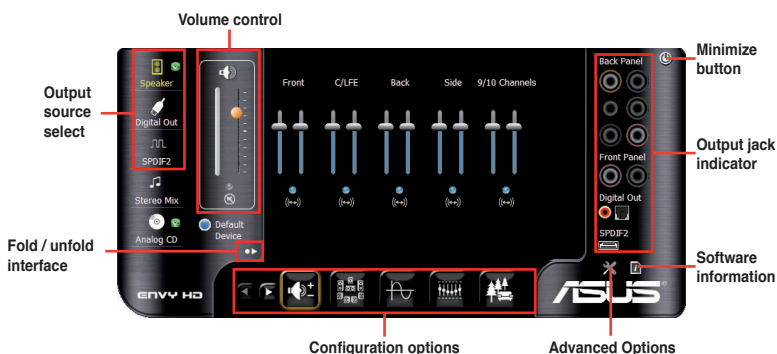 Volume control
Output
source
select
Fold / unfold
interface
Speaker
Digital Out
SPDIF2
Stereo Mix
Analog CD
Default
Device
ENVY HD
Front
C/LFE
Back
Side
9/10 Channels
Back Panel
Front Panel
Digital Out
SPDIF2
ASUS
Minimize
button
Output jack
indicator
Software
information
Configuration options
Advanced Options